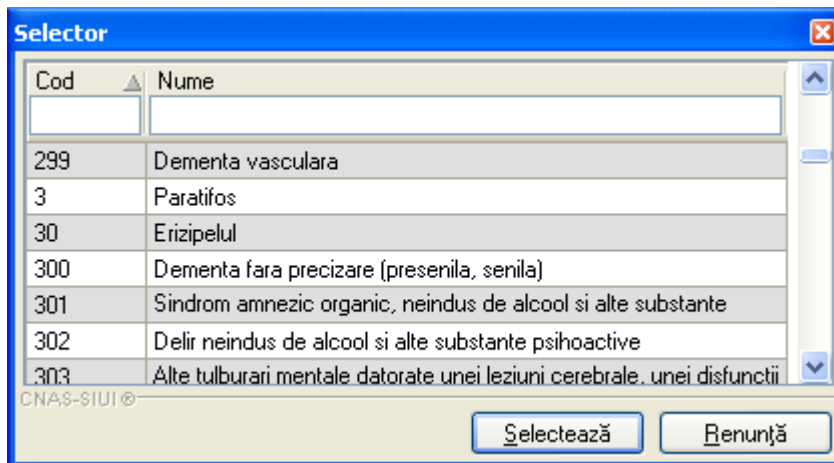 Selector
Cod Nume
299 Dementa vasculara
3 Paratifos
30 Erizipelul
300 Dementa fara precizare (presenila, senila)
301 Sindrom amnezic organic, neindus de alcool si alte substante
302 Delir neindus de alcool si alte substante psihoactive
303 Alte tulburari mentale datorate unei leziuni cerebrale, unei disfunctii
CNAS-SIUI ®
Selectează Renunță